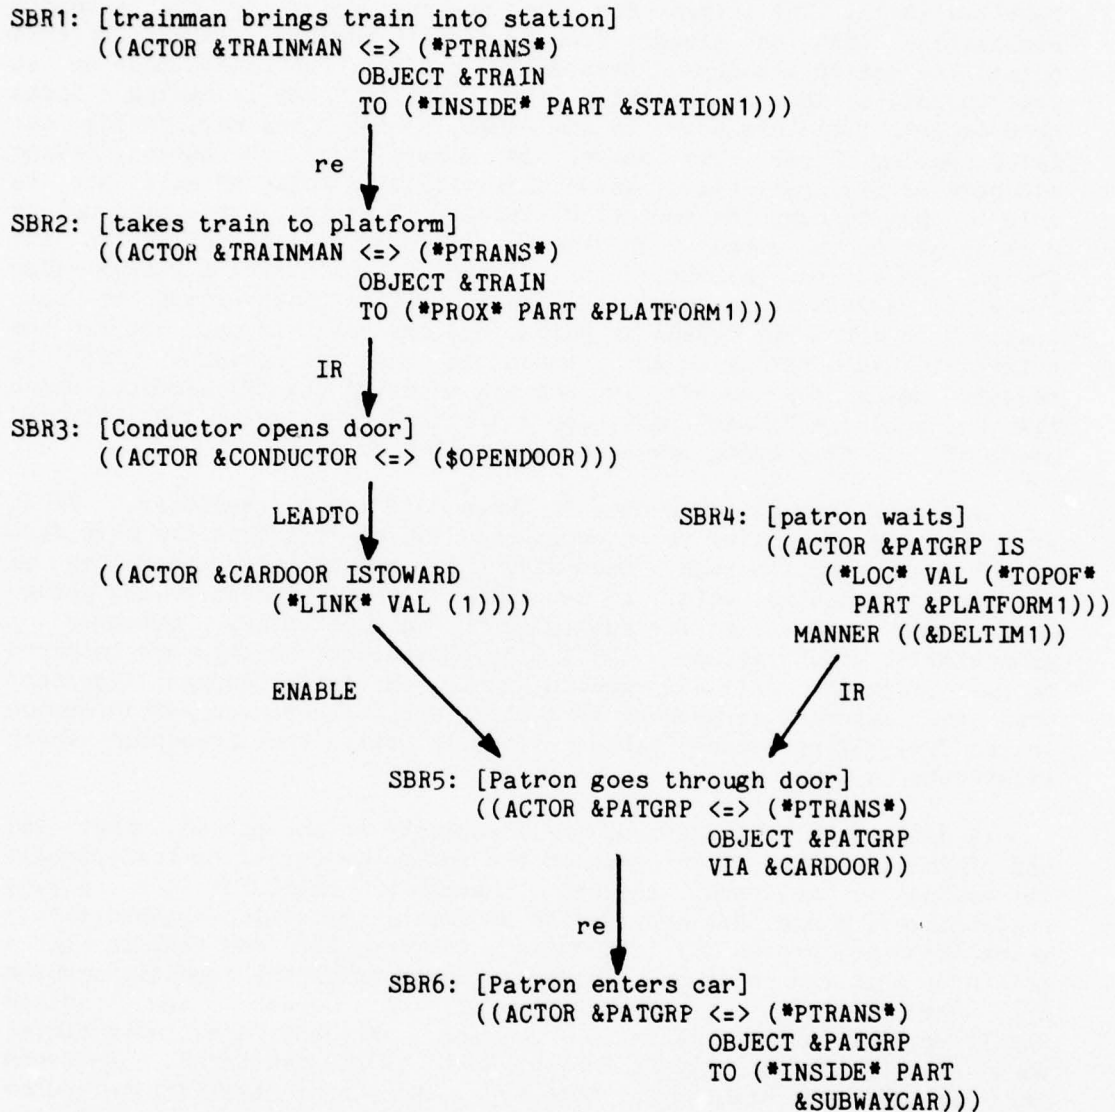 SBR1: [trainman brings train into station]
((ACTOR &TRAINMAN <=> (*PTRANS*)
OBJECT &TRAIN
TO (*INSIDE* PART &STATION1)))
re
SBR2: [takes train to platform]
((ACTOR &TRAINMAN <=> (*PTRANS*)
OBJECT &TRAIN
TO (*PROX* PART &PLATFORM1)))
IR
SBR3: [Conductor opens door]
((ACTOR &CONDUCTOR <=> ($OPENDOOR)))
LEADTO
((ACTOR &CARDOOR ISTOWARD
(*LINK* VAL (1))))
SBR4: [patron waits]
((ACTOR &PATGRP IS
(*LOC* VAL (*TOPOF*
PART &PLATFORM1)))
MANNER ((&DELTIM1))
ENABLE
IR
SBR5: [Patron goes through door]
((ACTOR &PATGRP <=> (*PTRANS*)
OBJECT &PATGRP
VIA &CARDOOR))
re
SBR6: [Patron enters car]
((ACTOR &PATGRP <=> (*PTRANS*)
OBJECT &PATGRP
TO (*INSIDE* PART
&SUBWAYCAR)))